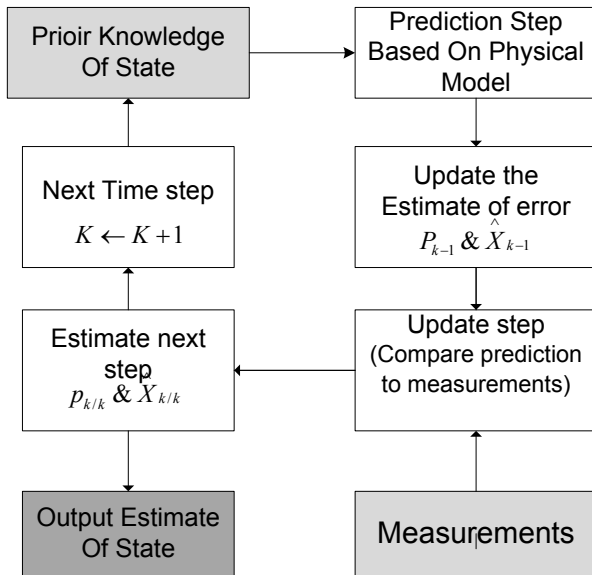 Prioir Knowledge
Of State
Prediction Step
Based On Physical
Model
Update the
Estimate of error
P_{k−1} & X̂_{k−1}
Update step
(Compare prediction
to measurements)
Measurements
Estimate next
step
p_{k/k} & X̂_{k/k}
Output Estimate
Of State
Next Time step
K ← K + 1